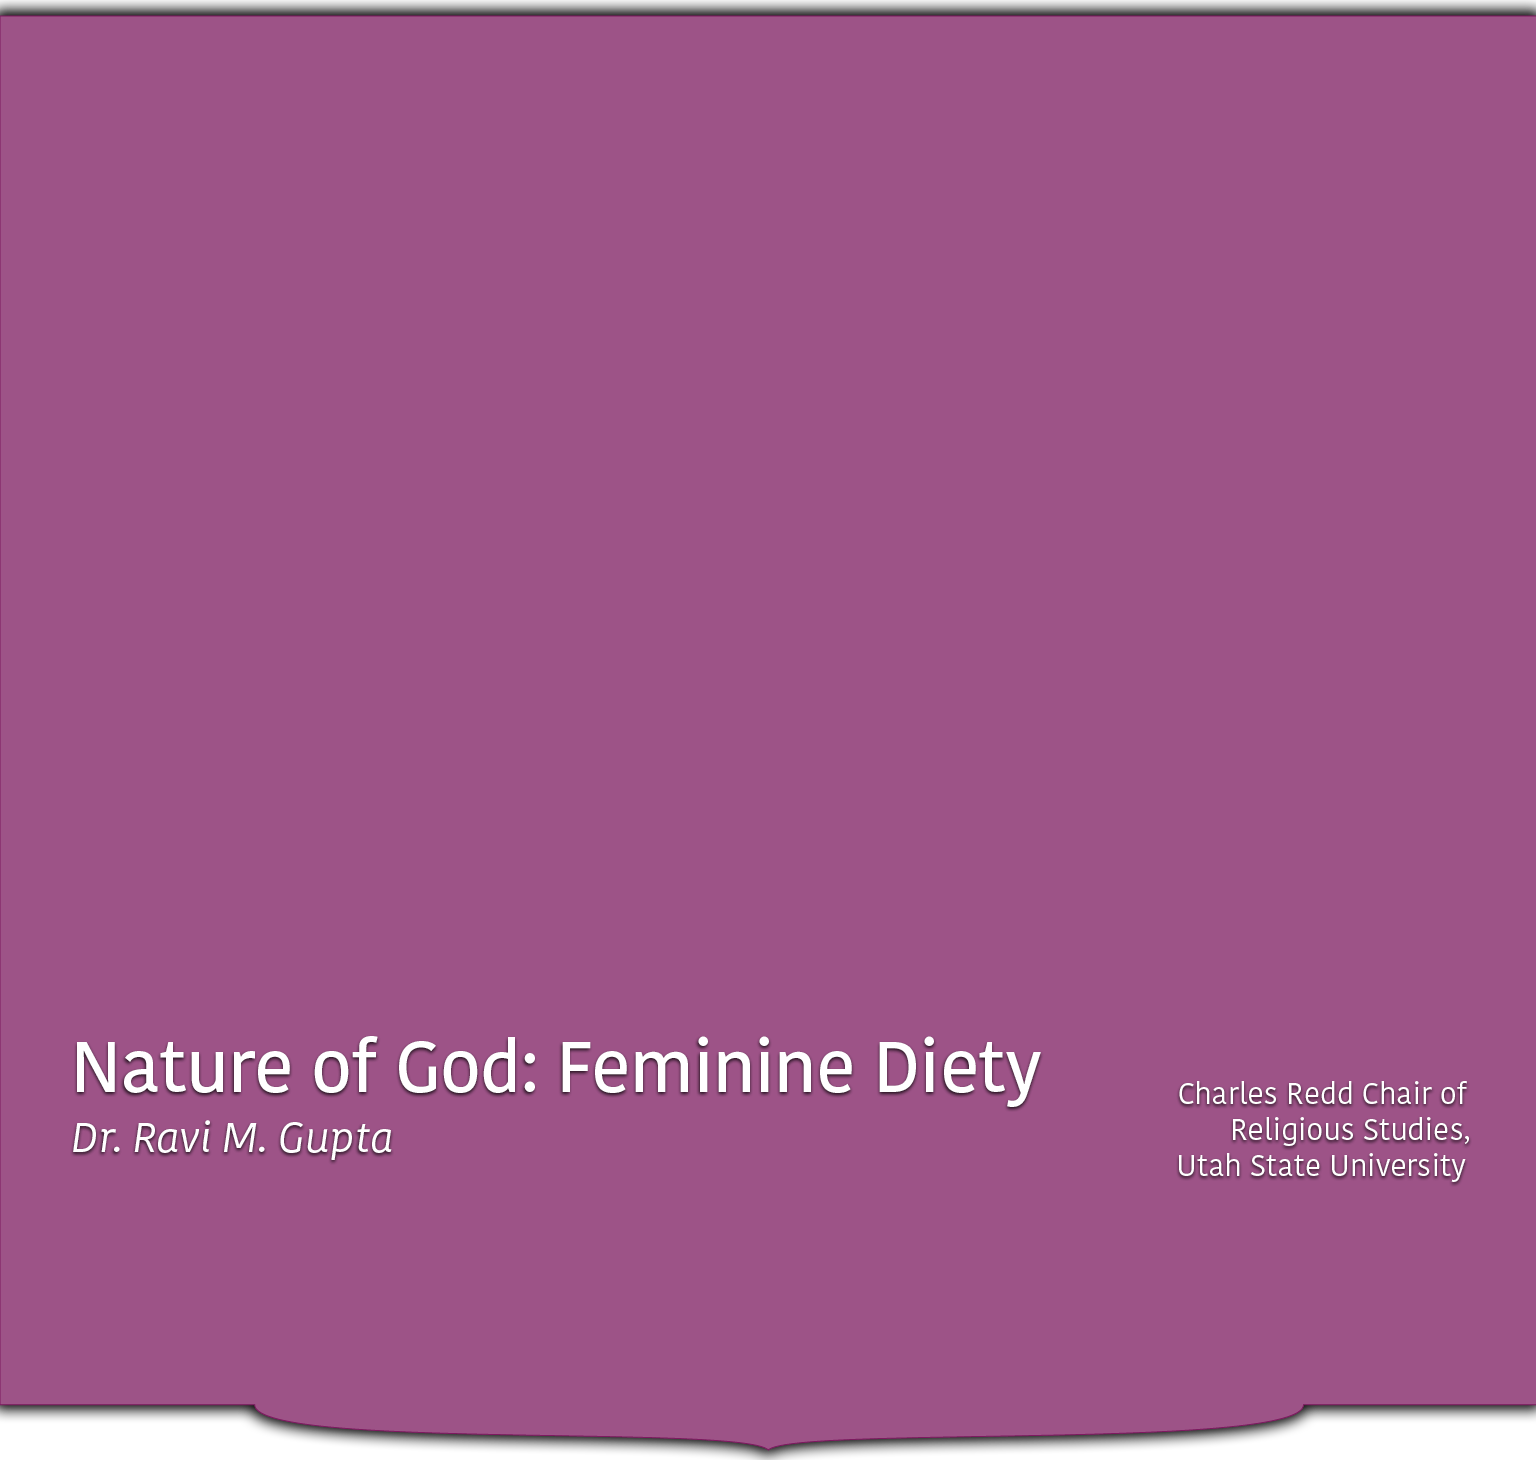 Nature of God: Feminine Diety
Dr. Ravi M. Gupta
Charles Redd Chair of
Religious Studies,
Utah State University